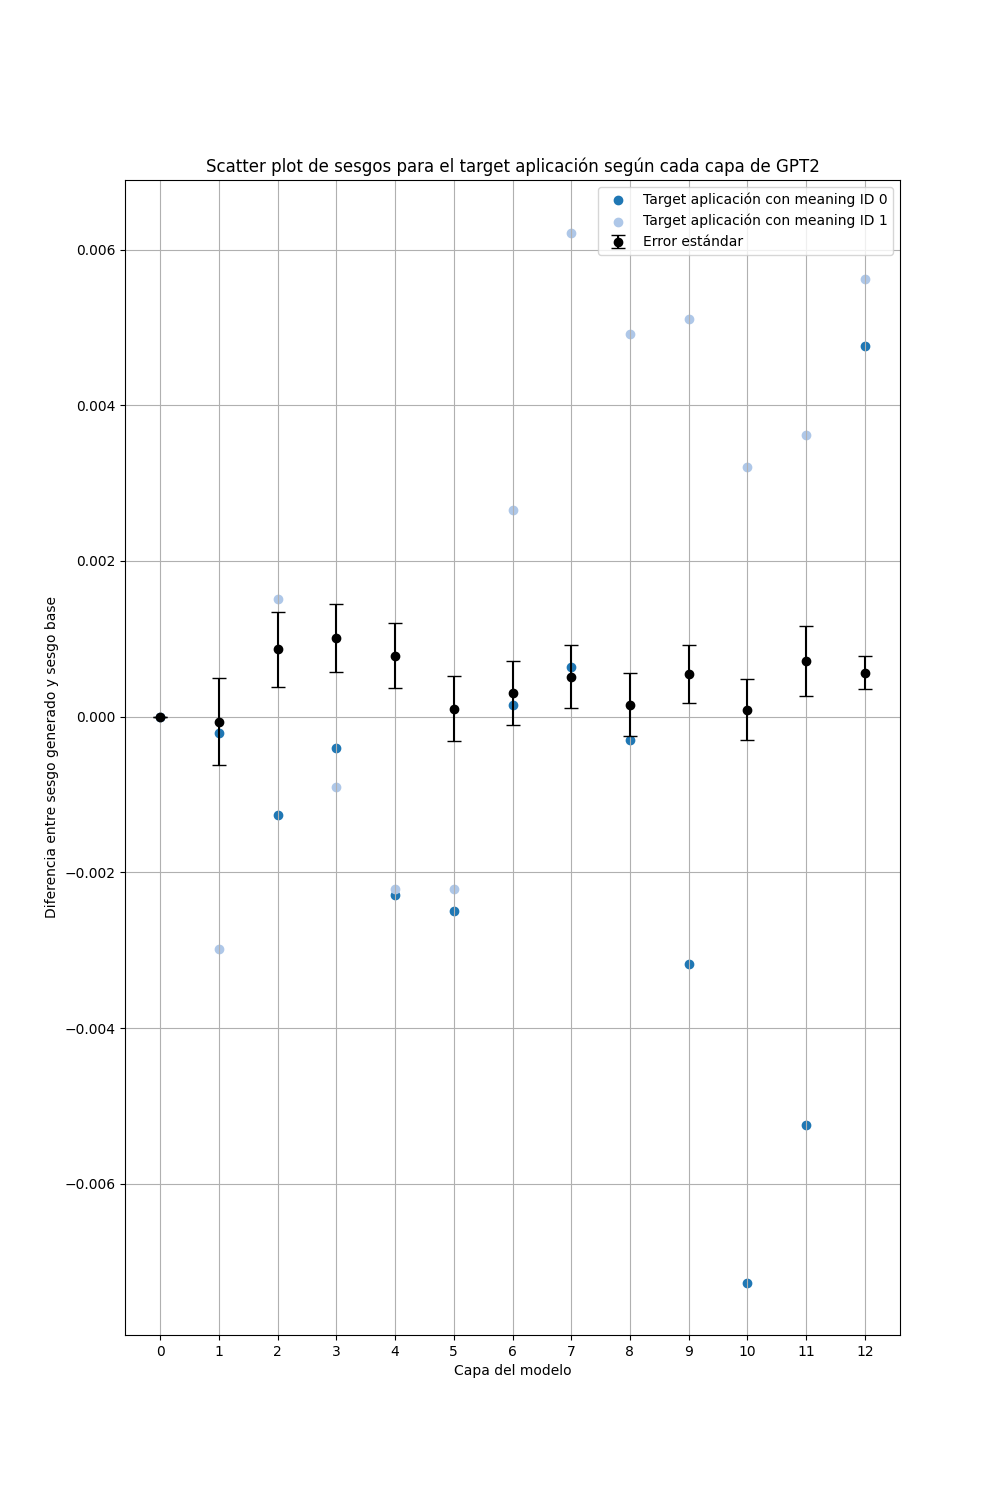 Scatter plot de sesgos para el target aplicación según cada capa de GPT2
Target aplicación con meaning ID 0
Target aplicación con meaning ID 1
Error estándar
0.006
0.004
0.002
0.000
−0.002
−0.004
−0.006
Diferencia entre sesgo generado y sesgo base
0 1 2 3 4 5 6 7 8 9 10 11 12
Capa del modelo